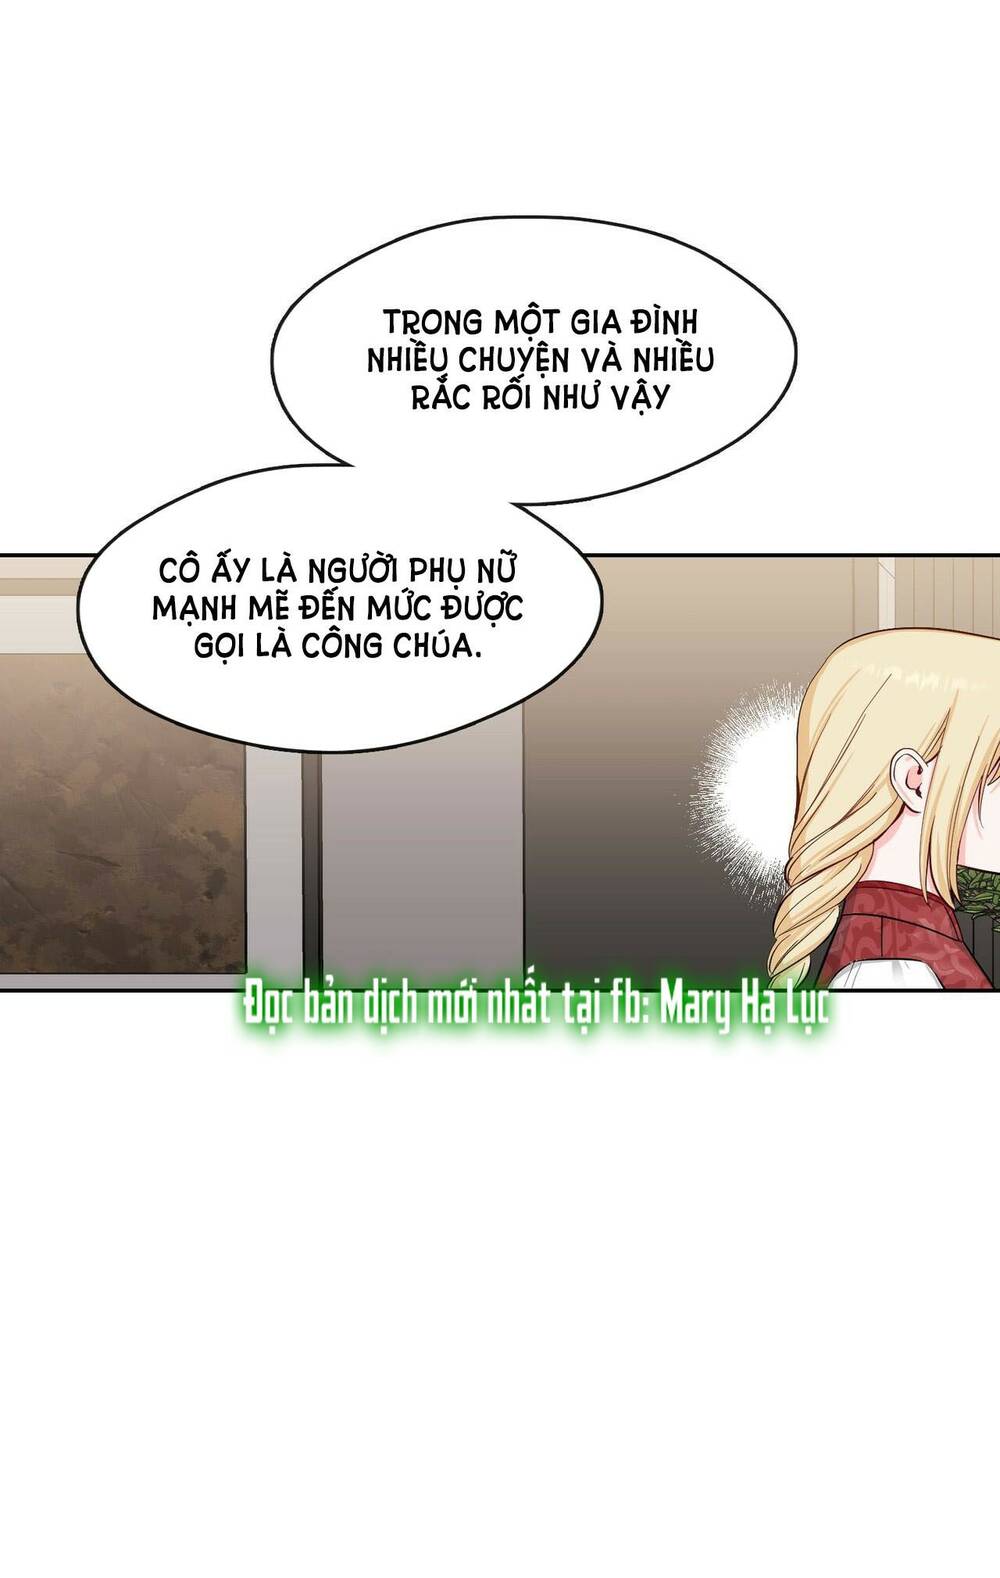 TRONG MỘT GIA ĐÌNH
NHIỀU CHUYỆN VÀ NHIỀU
RẮC RỐI NHƯ VẬY
CÔ ẤY LÀ NGƯỜI PHỤ NỮ
MẠNH MẼ ĐẾN MỨC ĐƯỢC
GỌI LÀ CÔNG CHÚA.
Đọc bản dịch mới nhất tại fb: Mary Hạ Lục